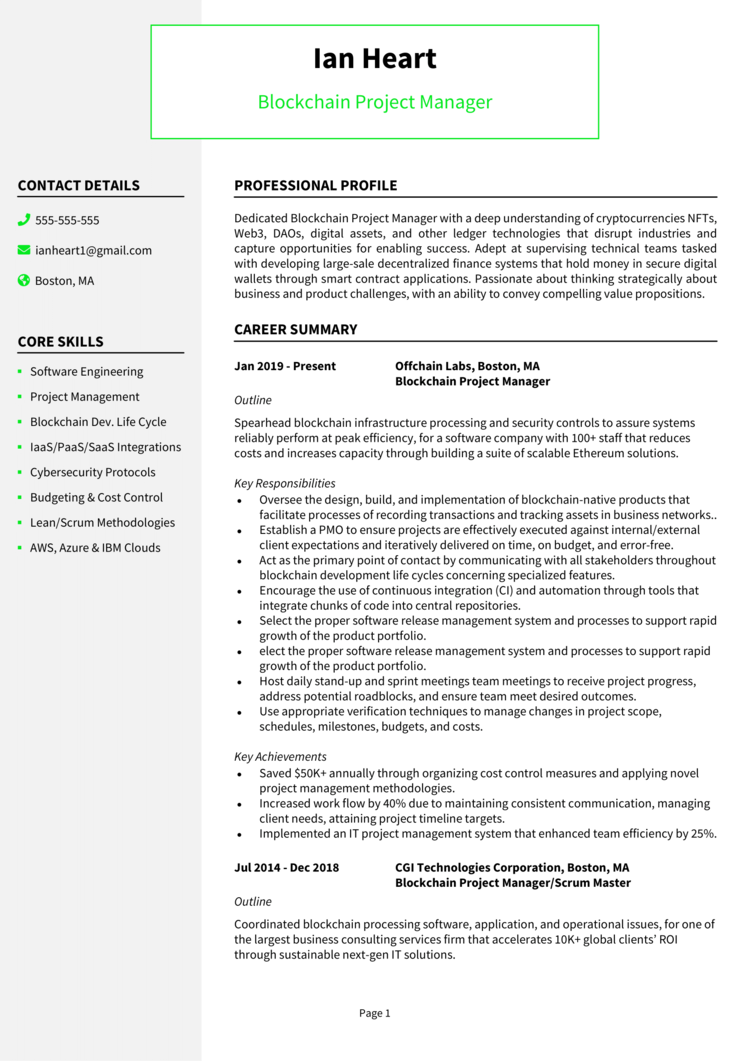 Ian Heart
Blockchain Project Manager
CONTACT DETAILS
555-555-555
ianheart1@gmail.com
Boston, MA
CORE SKILLS
Software Engineering
Project Management
Blockchain Dev. Life Cycle
IaaS/PaaS/SaaS Integrations
Cybersecurity Protocols
Budgeting & Cost Control
Lean/Scrum Methodologies
AWS, Azure & IBM Clouds
PROFESSIONAL PROFILE
Dedicated Blockchain Project Manager with a deep understanding of cryptocurrencies NFTs,
Web3, DAOs, digital assets, and other ledger technologies that disrupt industries and
capture opportunities for enabling success. Adept at supervising technical teams tasked
with developing large-sale decentralized finance systems that hold money in secure digital
wallets through smart contract applications. Passionate about thinking strategically about
business and product challenges, with an ability to convey compelling value propositions.
CAREER SUMMARY
Jan 2019 - Present
Offchain Labs, Boston, MA
Blockchain Project Manager
Outline
Spearhead blockchain infrastructure processing and security controls to assure systems
reliably perform at peak efficiency, for a software company with 100+ staff that reduces
costs and increases capacity through building a suite of scalable Ethereum solutions.
Key Responsibilities
• Oversee the design, build, and implementation of blockchain-native products that
facilitate processes of recording transactions and tracking assets in business networks..
• Establish a PMO to ensure projects are effectively executed against internal/external
client expectations and iteratively delivered on time, on budget, and error-free.
• Act as the primary point of contact by communicating with all stakeholders throughout
blockchain development life cycles concerning specialized features.
• Encourage the use of continuous integration (CI) and automation through tools that
integrate chunks of code into central repositories.
• Select the proper software release management system and processes to support rapid
growth of the product portfolio.
• elect the proper software release management system and processes to support rapid
growth of the product portfolio.
• Host daily stand-up and sprint meetings team meetings to receive project progress,
address potential roadblocks, and ensure team meet desired outcomes.
• Use appropriate verification techniques to manage changes in project scope,
schedules, milestones, budgets, and costs.
Key Achievements
• Saved $50K+ annually through organizing cost control measures and applying novel
project management methodologies.
• Increased work flow by 40% due to maintaining consistent communication, managing
client needs, attaining project timeline targets.
• Implemented an IT project management system that enhanced team efficiency by 25%.
Jul 2014 - Dec 2018
CGI Technologies Corporation, Boston, MA
Blockchain Project Manager/Scrum Master
Outline
Coordinated blockchain processing software, application, and operational issues, for one of
the largest business consulting services firm that accelerates 10K+ global clients’ ROI
through sustainable next-gen IT solutions.
Page 1